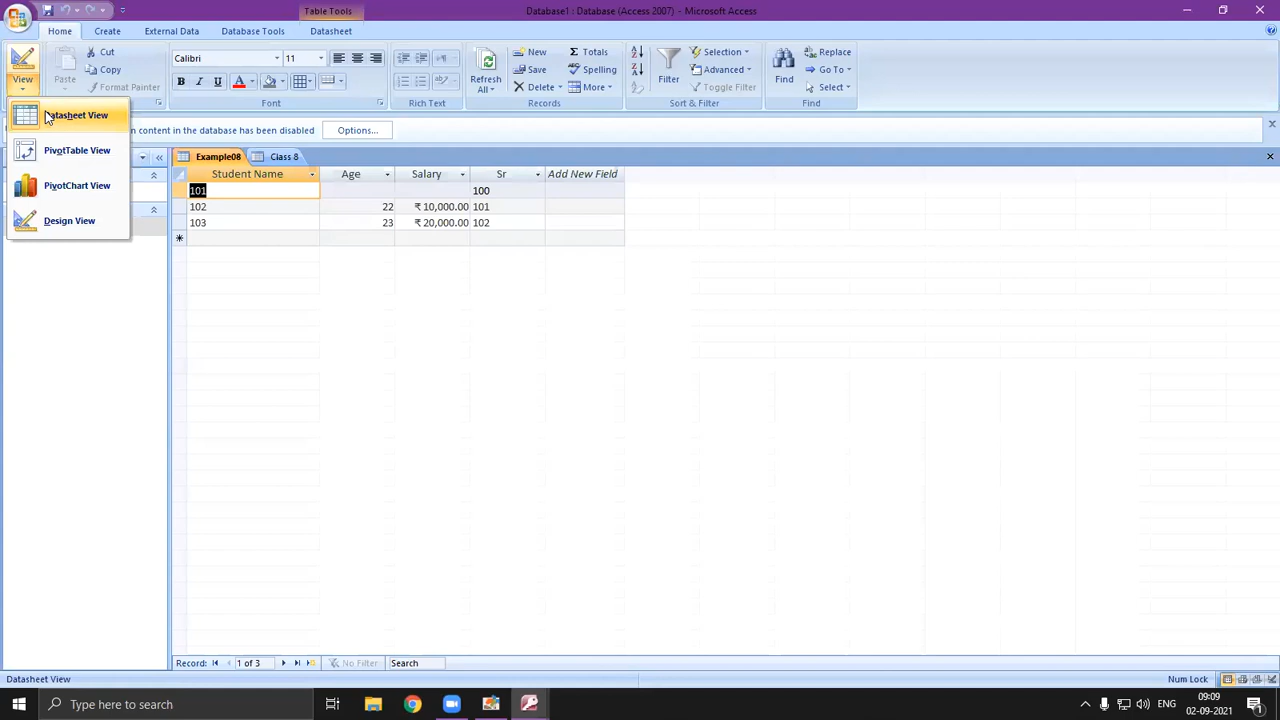 Table Tools
Database1 : Database (Access 2007) - Microsoft Access
Home Create External Data Database Tools Datasheet
View
Paste
Cut
Copy
Format Painter
Calibri 11
B I U A
Font
Rich Text
Refresh All
New
Save
Delete
Totals
Spelling
More
Records
Filter
Selection
Advanced
Toggle Filter
Sort & Filter
Find
Replace
Go To
Select
Find
Datasheet View
PivotTable View
PivotChart View
Design View
n content in the database has been disabled Options...
Example08 Class 8
Student Name Age Salary Sr Add New Field
101 100
102 22 ₹ 10,000.00 101
103 23 ₹ 20,000.00 102
Record: 1 of 3 No Filter Search
Datasheet View Num Lock
Type here to search
ENG
09:09
02-09-2021